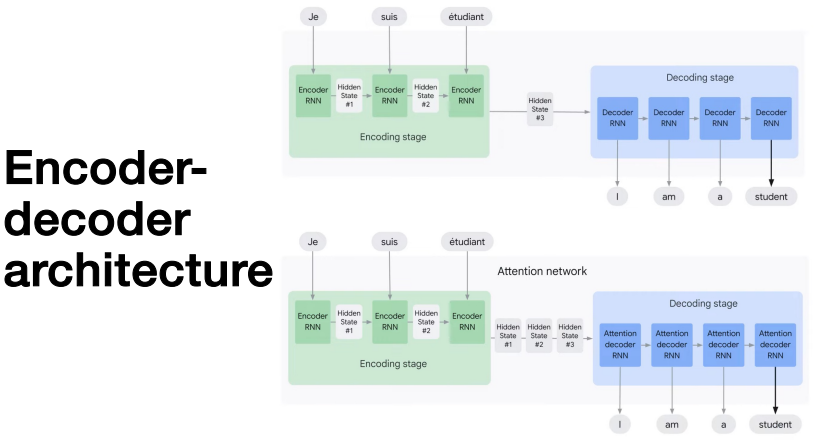 Encoder-
decoder
architecture
Je suis étudiant
Encoder
RNN
Hidden
State
#1
Encoder
RNN
Hidden
State
#2
Encoder
RNN
Encoding stage
Hidden
State
#3
Decoding stage
Decoder
RNN
Decoder
RNN
Decoder
RNN
Decoder
RNN
I am a student
Je suis étudiant
Attention network
Encoder
RNN
Hidden
State
#1
Encoder
RNN
Hidden
State
#2
Encoder
RNN
Encoding stage
Hidden
State
#1
Hidden
State
#2
Hidden
State
#3
Decoding stage
Attention
decoder
RNN
Attention
decoder
RNN
Attention
decoder
RNN
Attention
decoder
RNN
I am a student